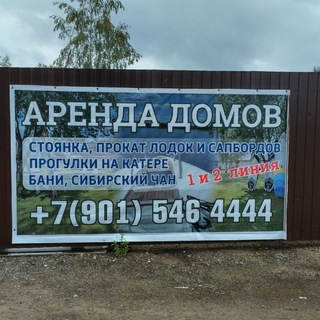 АРЕНДА ДОМОВ
СТОЯНКА, ПРОКАТ ЛОДОК И САПБОРДОВ
ПРОГУЛКИ НА КАТЕРЕ
БАНИ, СИБИРСКИЙ ЧАН 1 и 2 линия
+7(901) 546 4444